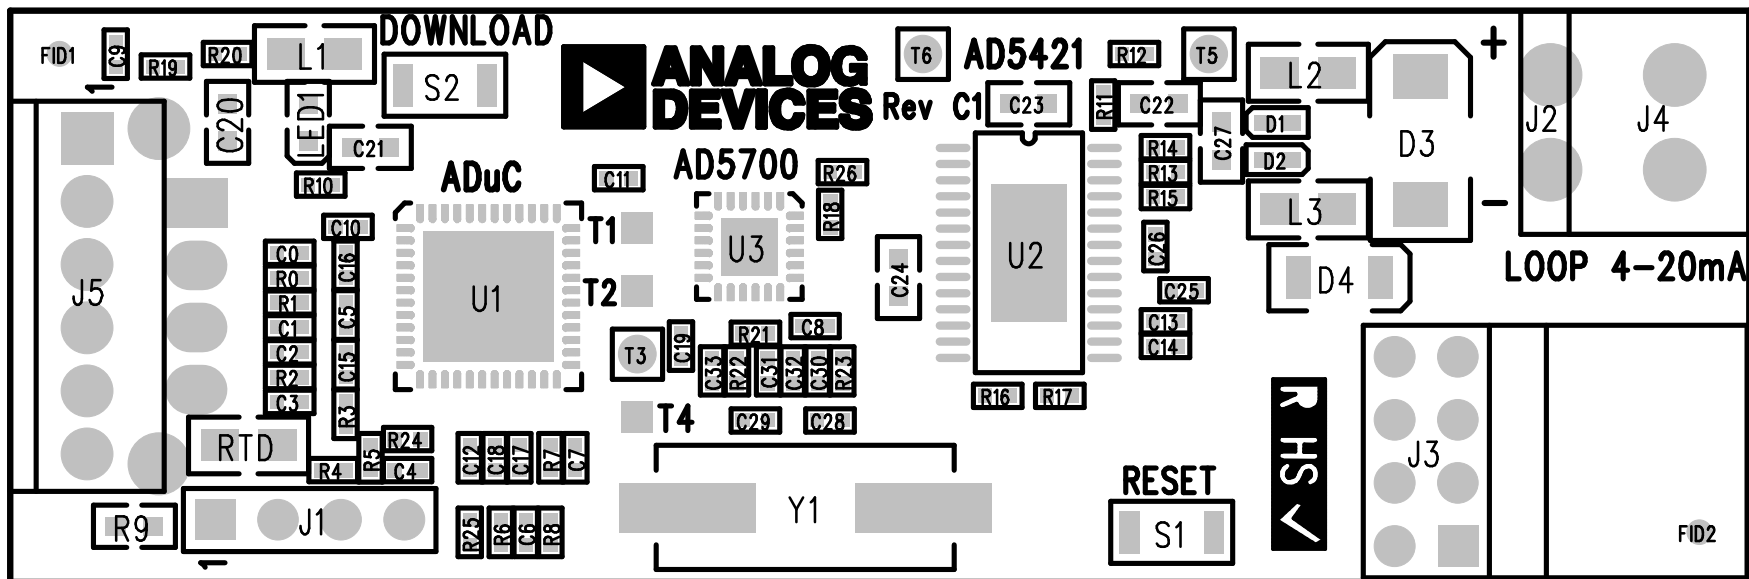 FID1
C9
R19
R20
L1
DOWNLOAD
S2
ANALOG
DEVICES
T6
AD5421
R12
T5
L2
+
J2
J4
Rev C1
C23
R11
C22
C27
D1
D2
D3
1
C20
LED1
C21
R10
ADuC
C11
AD5700
R26
R18
R14
R13
R15
L3
-
LOOP 4-20mA
J5
C10
C0
R0
R1
C1
C2
R2
C3
C16
C5
C15
R3
U1
T1
T2
U3
C24
U2
C26
C25
D4
C13
C14
T3
C19
R21
C8
C33
R22
C31
C32
C30
R23
C29
C28
T4
R16
R17
R HS
J3
RTD
R24
R5
R4
C4
C12
C18
C17
R7
C7
R9
J1
1
R25
R6
C6
R8
Y1
RESET
S1
FID2